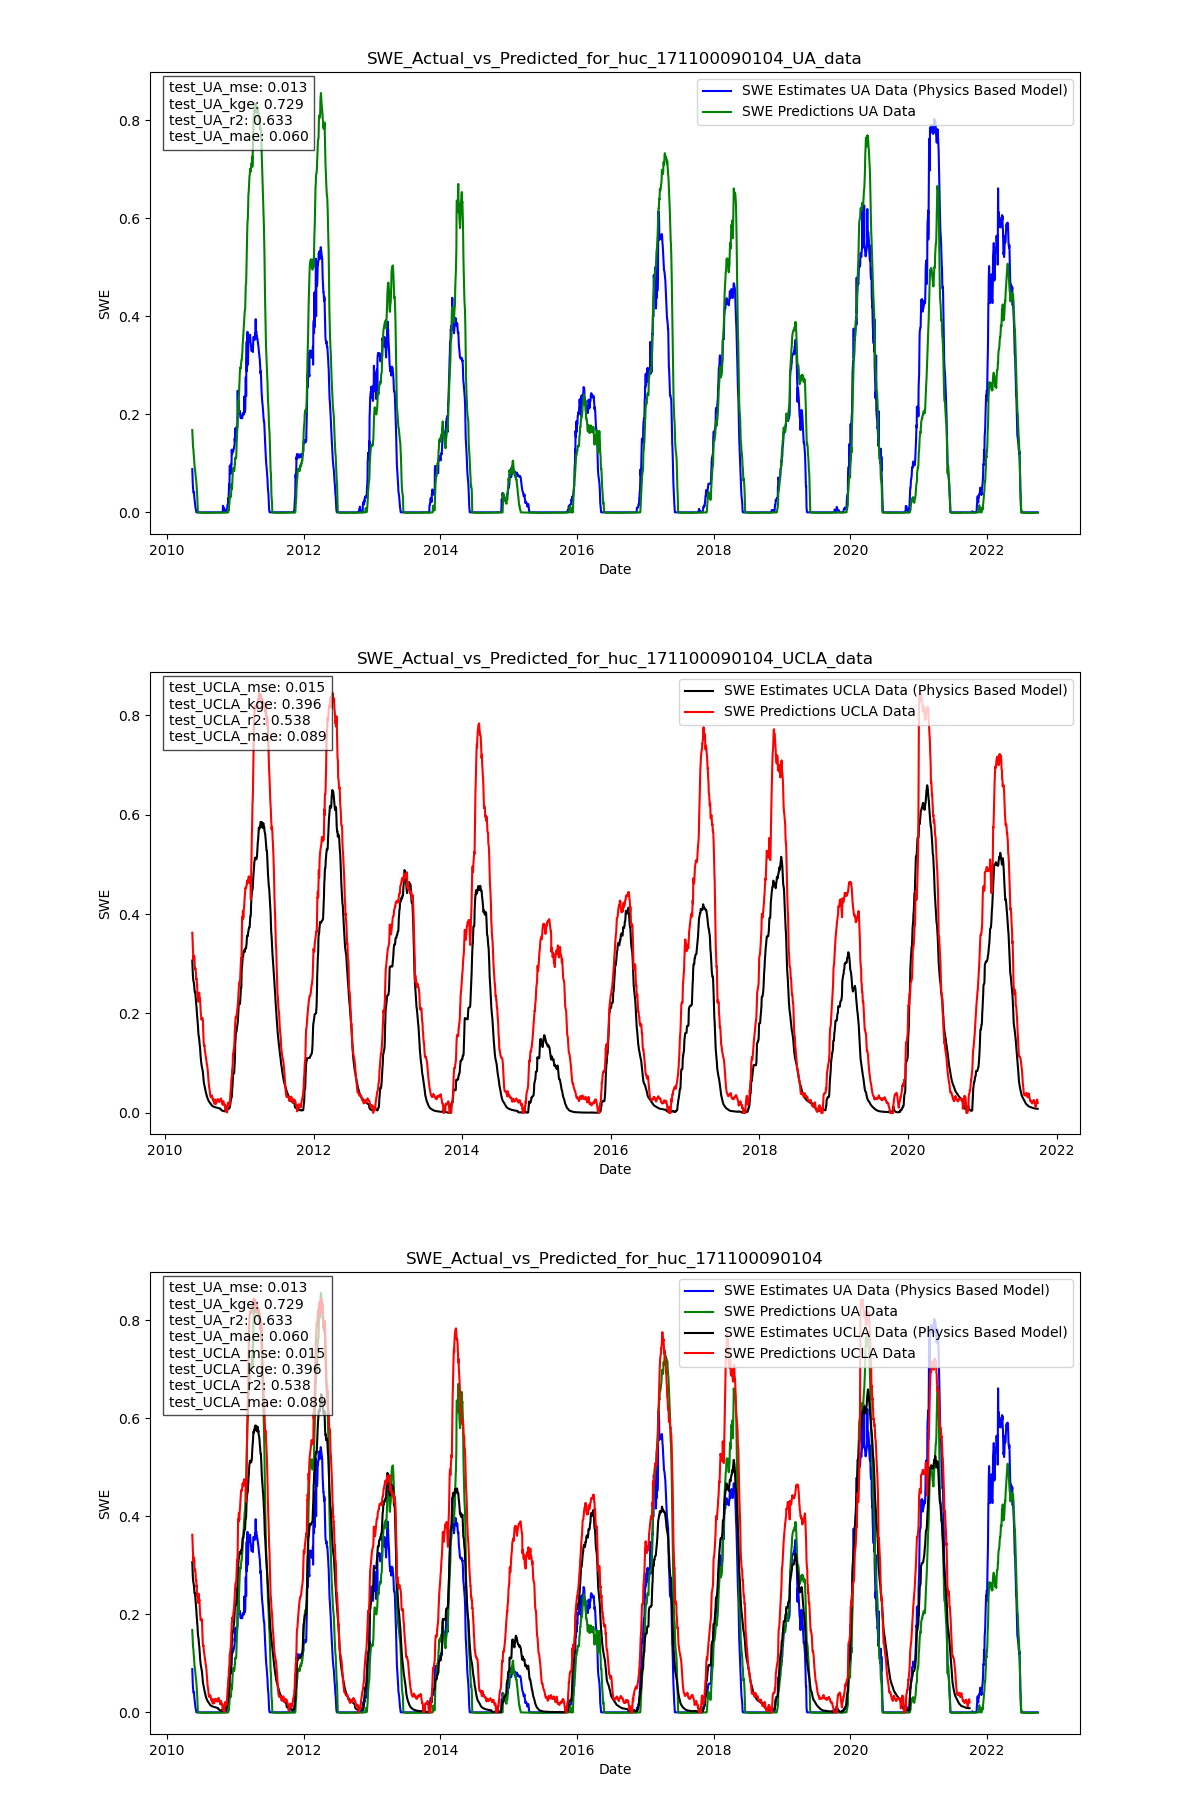 SWE_Actual_vs_Predicted_for_huc_171100090104_UA_data
test_UA_mse: 0.013
test_UA_kge: 0.729
test_UA_r2: 0.633
test_UA_mae: 0.060
SWE Estimates UA Data (Physics Based Model)
SWE Predictions UA Data
0.8
0.6
0.4
0.2
0.0
SWE
2010 2012 2014 2016 2018 2020 2022
Date
SWE_Actual_vs_Predicted_for_huc_171100090104_UCLA_data
test_UCLA_mse: 0.015
test_UCLA_kge: 0.396
test_UCLA_r2: 0.538
test_UCLA_mae: 0.089
SWE Estimates UCLA Data (Physics Based Model)
SWE Predictions UCLA Data
0.8
0.6
0.4
0.2
0.0
SWE
2010 2012 2014 2016 2018 2020 2022
Date
SWE_Actual_vs_Predicted_for_huc_171100090104
test_UA_mse: 0.013
test_UA_kge: 0.729
test_UA_r2: 0.633
test_UA_mae: 0.060
test_UCLA_mse: 0.015
test_UCLA_kge: 0.396
test_UCLA_r2: 0.538
test_UCLA_mae: 0.089
SWE Estimates UA Data (Physics Based Model)
SWE Predictions UA Data
SWE Estimates UCLA Data (Physics Based Model)
SWE Predictions UCLA Data
0.8
0.6
0.4
0.2
0.0
SWE
2010 2012 2014 2016 2018 2020 2022
Date